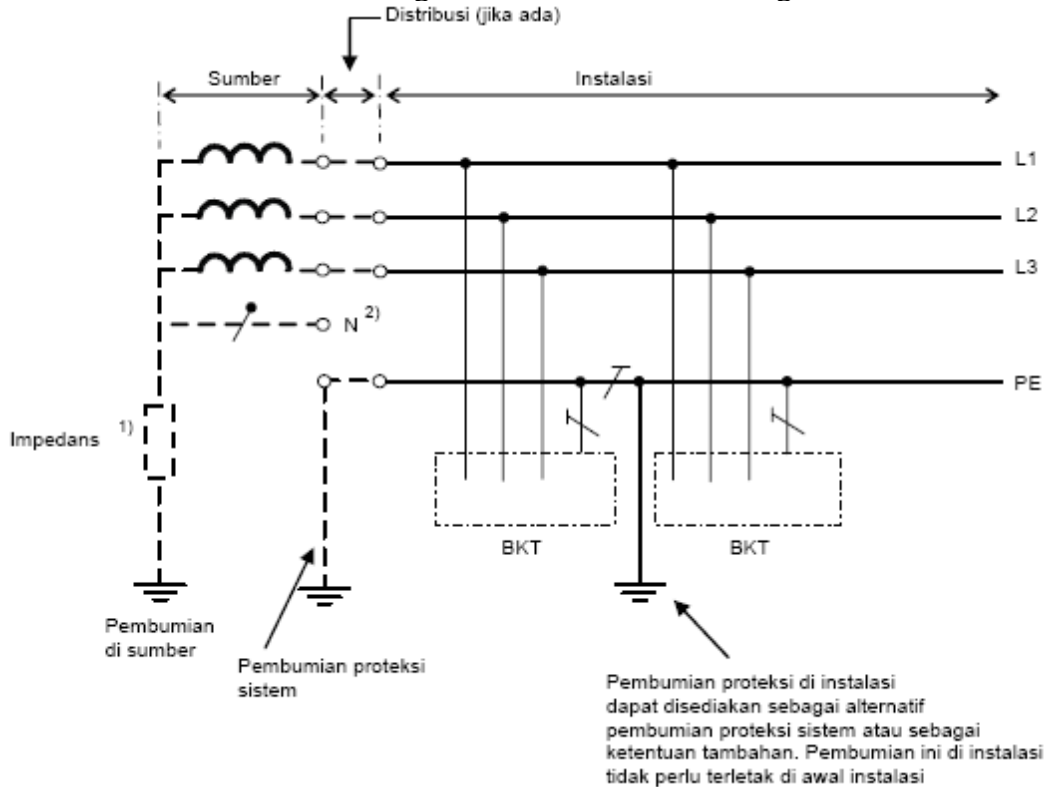 Distribusi (jika ada)
Sumber
Instalasi
L1
L2
L3
N 2)
PE
Impedans 1)
BKT
BKT
Pembumian
di sumber
Pembumian proteksi
sistem
Pembumian proteksi di instalasi
dapat disediakan sebagai alternatif
pembumian proteksi sistem atau sebagai
ketentuan tambahan. Pembumian ini di instalasi
tidak perlu terletak di awal instalasi